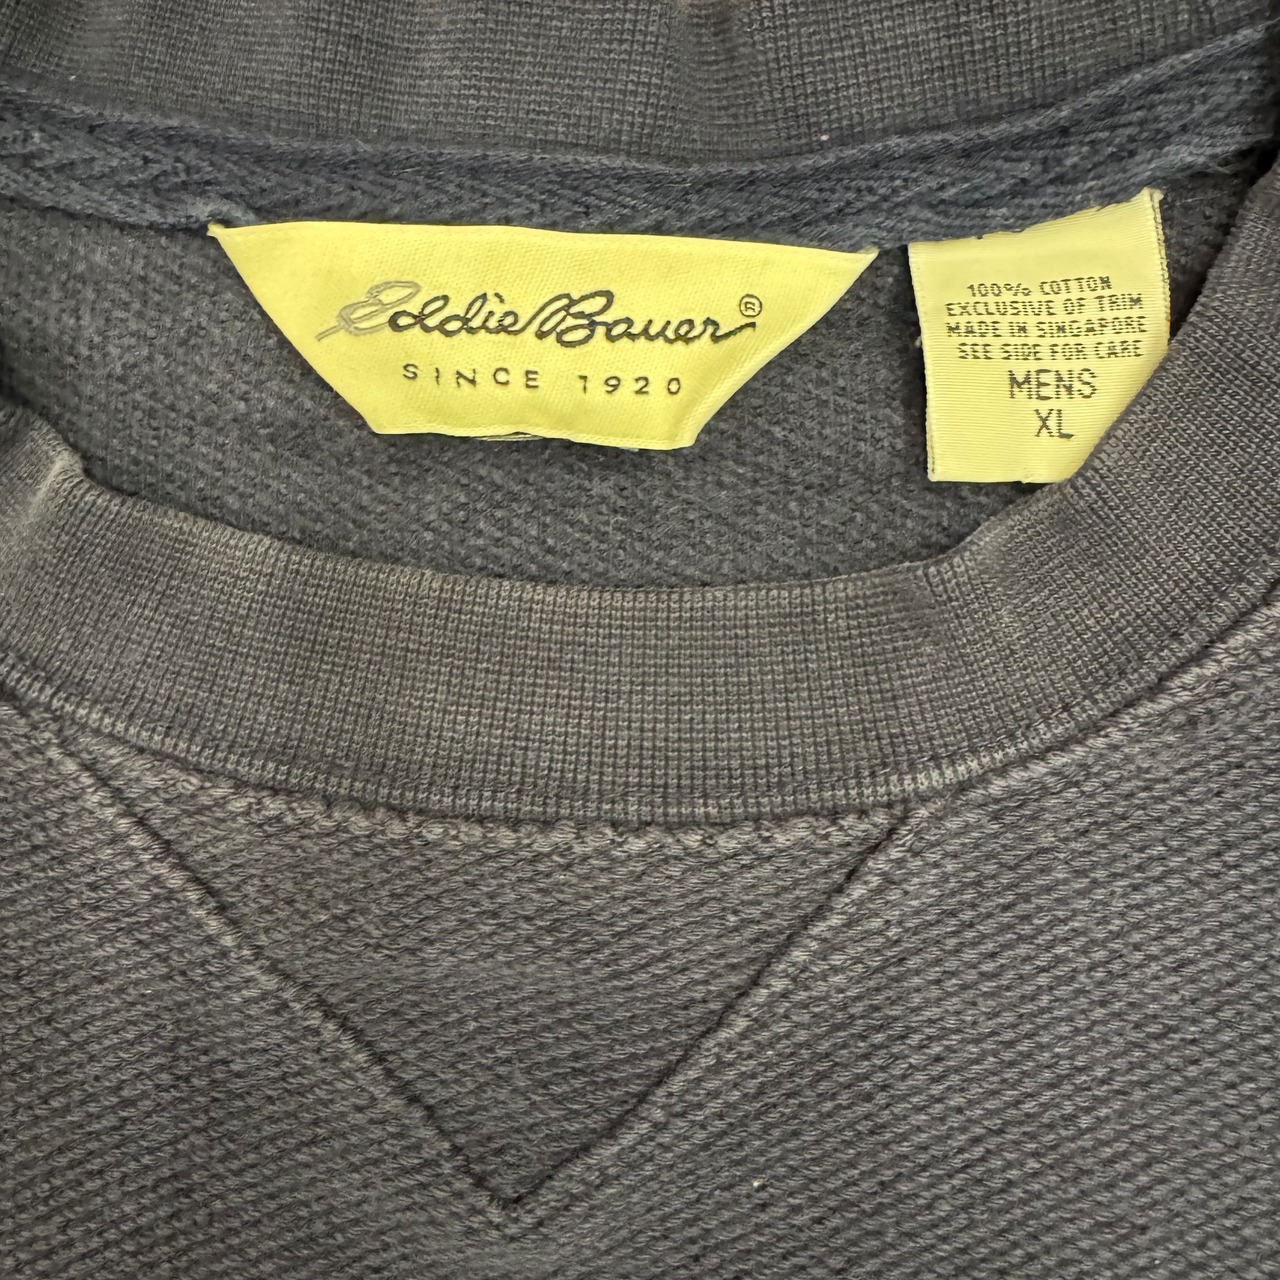 Eddie Bauer®
SINCE 1920
100% COTTON
EXCLUSIVE OF TRIM
MADE IN SINGAPORE
SEE SIDE FOR CARE
MENS
XL